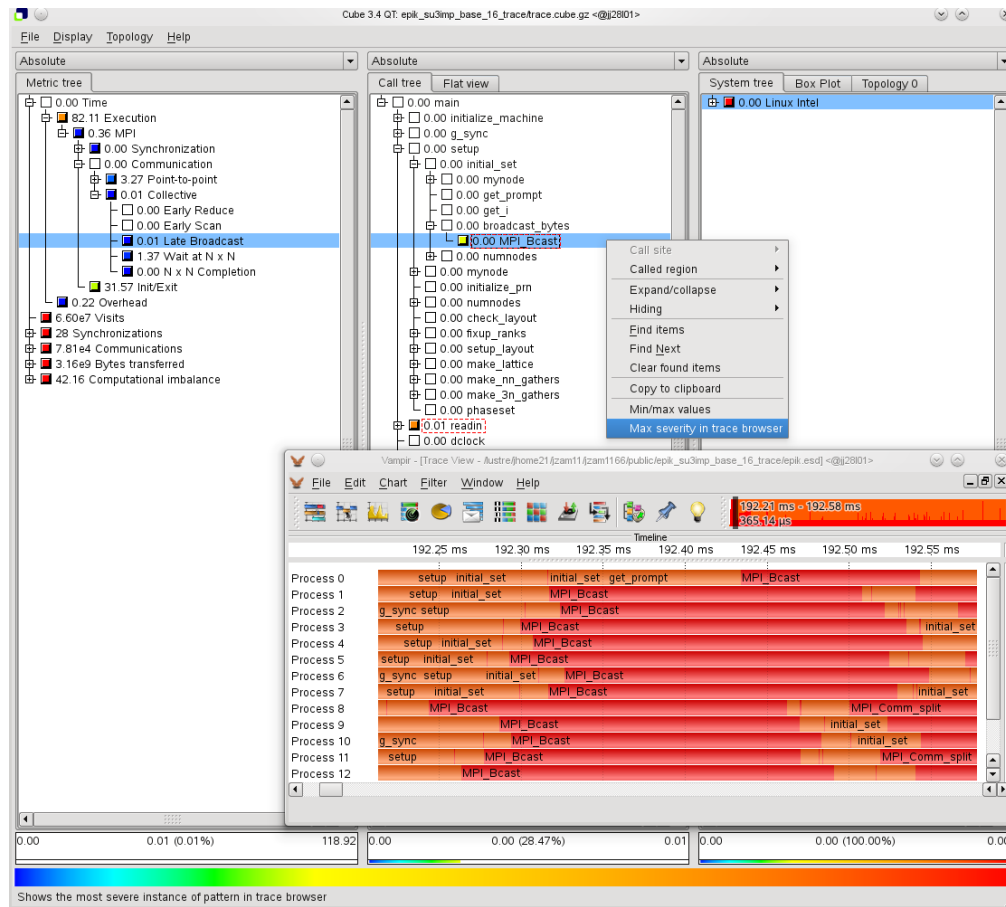 Cube 3.4 QT: epik_su3imp_base_16_trace/trace.cube.gz <@jj28l01>
File Display Topology Help
Absolute Absolute Absolute
Metric tree
0.00 Time
82.11 Execution
0.36 MPI
0.00 Synchronization
0.00 Communication
3.27 Point-to-point
0.01 Collective
0.00 Early Reduce
0.00 Early Scan
0.01 Late Broadcast
1.37 Wait at N x N
0.00 N x N Completion
31.57 Init/Exit
0.22 Overhead
6.60e7 Visits
28 Synchronizations
7.81e4 Communications
3.16e9 Bytes transferred
42.16 Computational imbalance
Call tree Flat view
0.00 main
0.00 initialize_machine
0.00 g_sync
0.00 setup
0.00 initial_set
0.00 mynode
0.00 get_prompt
0.00 get_i
0.00 broadcast_bytes
0.00 MPI_Bcast
0.00 numnodes
0.00 mynode
0.00 initialize_prn
0.00 numnodes
0.00 check_layout
0.00 fixup_ranks
0.00 setup_layout
0.00 make_lattice
0.00 make_nn_gathers
0.00 make_3n_gathers
0.00 phaseset
0.01 readin
0.00 dclock
System tree Box Plot Topology 0
0.00 Linux Intel
Call site
Called region
Expand/collapse
Hiding
Find items
Find Next
Clear found items
Copy to clipboard
Min/max values
Max severity in trace browser
Vampir - [Trace View - /lustre/jhome21/jzam11/jzam1166/public/epik_su3imp_base_16_trace/epik.esd] <@jj28l01>
File Edit Chart Filter Window Help
192.21 ms - 192.58 ms
365.14 µs
Timeline
192.25 ms 192.30 ms 192.35 ms 192.40 ms 192.45 ms 192.50 ms 192.55 ms
Process 0 setup initial_set initial_set get_prompt MPI_Bcast
Process 1 setup initial_set MPI_Bcast
Process 2 g_sync setup MPI_Bcast
Process 3 setup MPI_Bcast initial_set
Process 4 setup initial_set MPI_Bcast
Process 5 setup initial_set MPI_Bcast
Process 6 g_sync setup initial_set MPI_Bcast
Process 7 setup initial_set MPI_Bcast initial_set
Process 8 MPI_Bcast MPI_Comm_split
Process 9 MPI_Bcast initial_set
Process 10 g_sync MPI_Bcast initial_set
Process 11 setup MPI_Bcast MPI_Comm_split
Process 12 MPI_Bcast
0.00 0.01 (0.01%) 118.92 0.00 0.00 (28.47%) 0.01 0.00 0.00 (100.00%)
Shows the most severe instance of pattern in trace browser